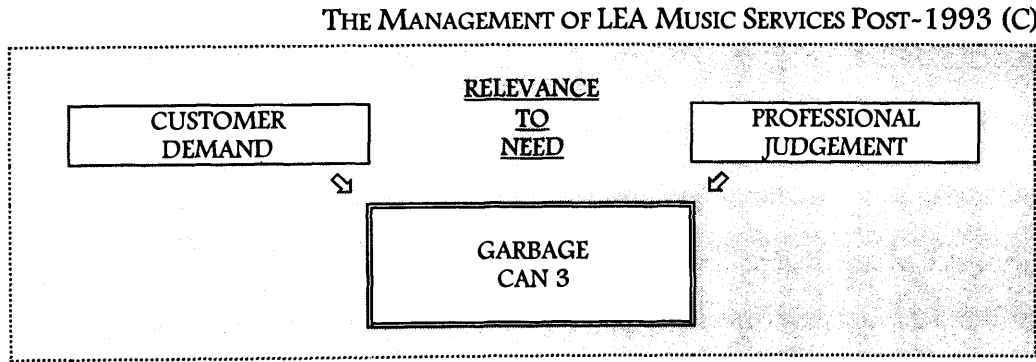 THE MANAGEMENT OF LEA MUSIC SERVICES POST-1993 (C)
RELEVANCE
TO
NEED
CUSTOMER
DEMAND
PROFESSIONAL
JUDGEMENT
GARBAGE
CAN 3